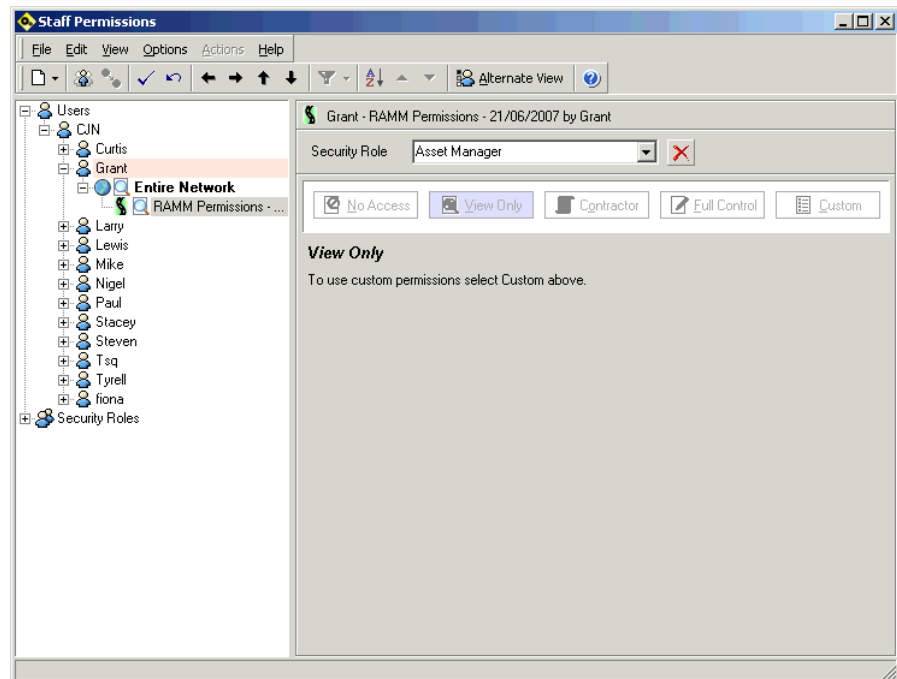 Staff Permissions
File Edit View Options Actions Help
Alternate View
Users
CJN
Curtis
Grant
Entire Network
RAMM Permissions - ...
Larry
Lewis
Mike
Nigel
Paul
Stacey
Steven
Tsq
Tyrell
fiona
Security Roles
Grant - RAMM Permissions - 21/06/2007 by Grant
Security Role Asset Manager
No Access View Only Contractor Full Control Custom
View Only
To use custom permissions select Custom above.